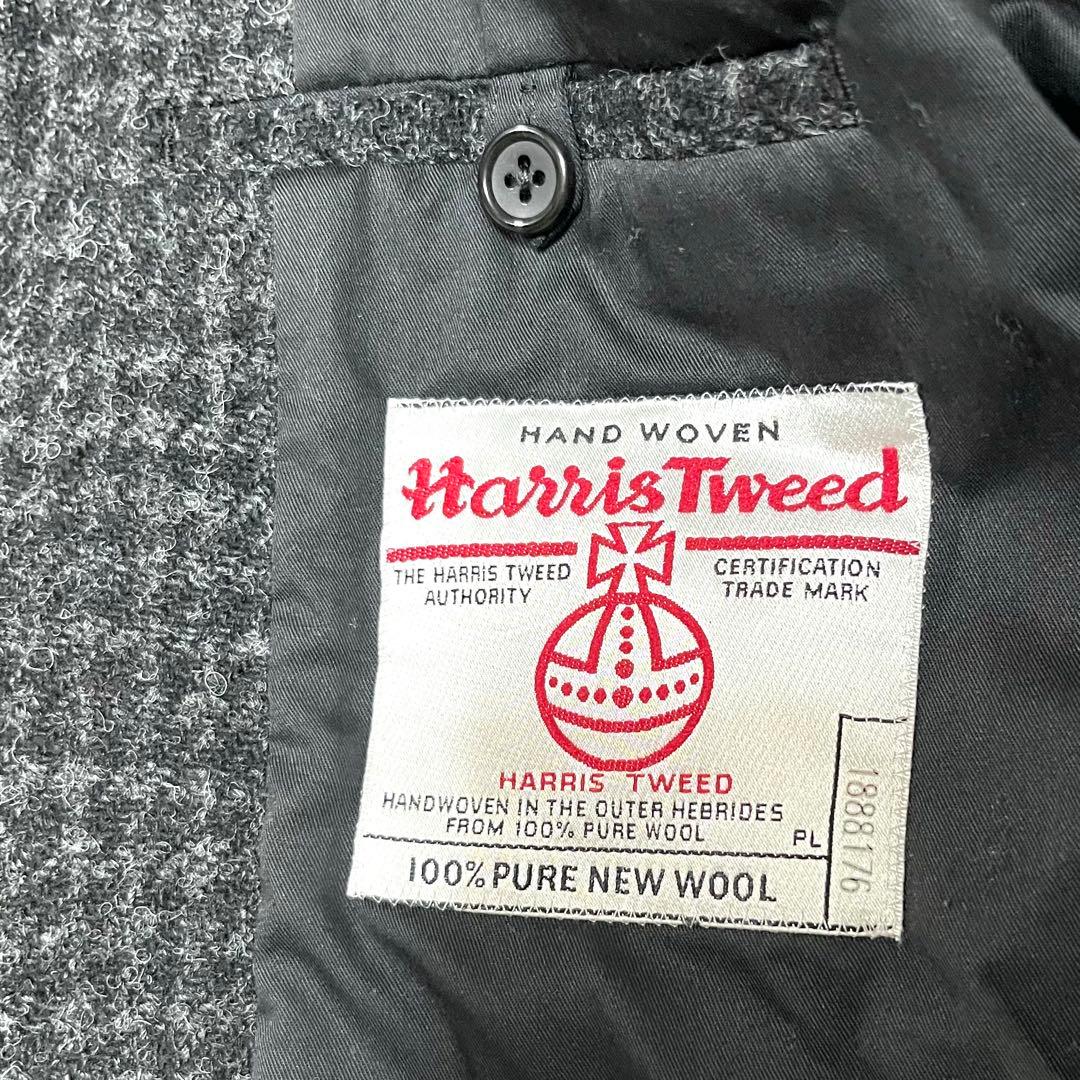 HAND WOVEN
Harris Tweed
THE HARRIS TWEED
AUTHORITY
CERTIFICATION
TRADE MARK
HARRIS TWEED
HANDWOVEN IN THE OUTER HEBRIDES
FROM 100% PURE WOOL
PL
100% PURE NEW WOOL
1888176